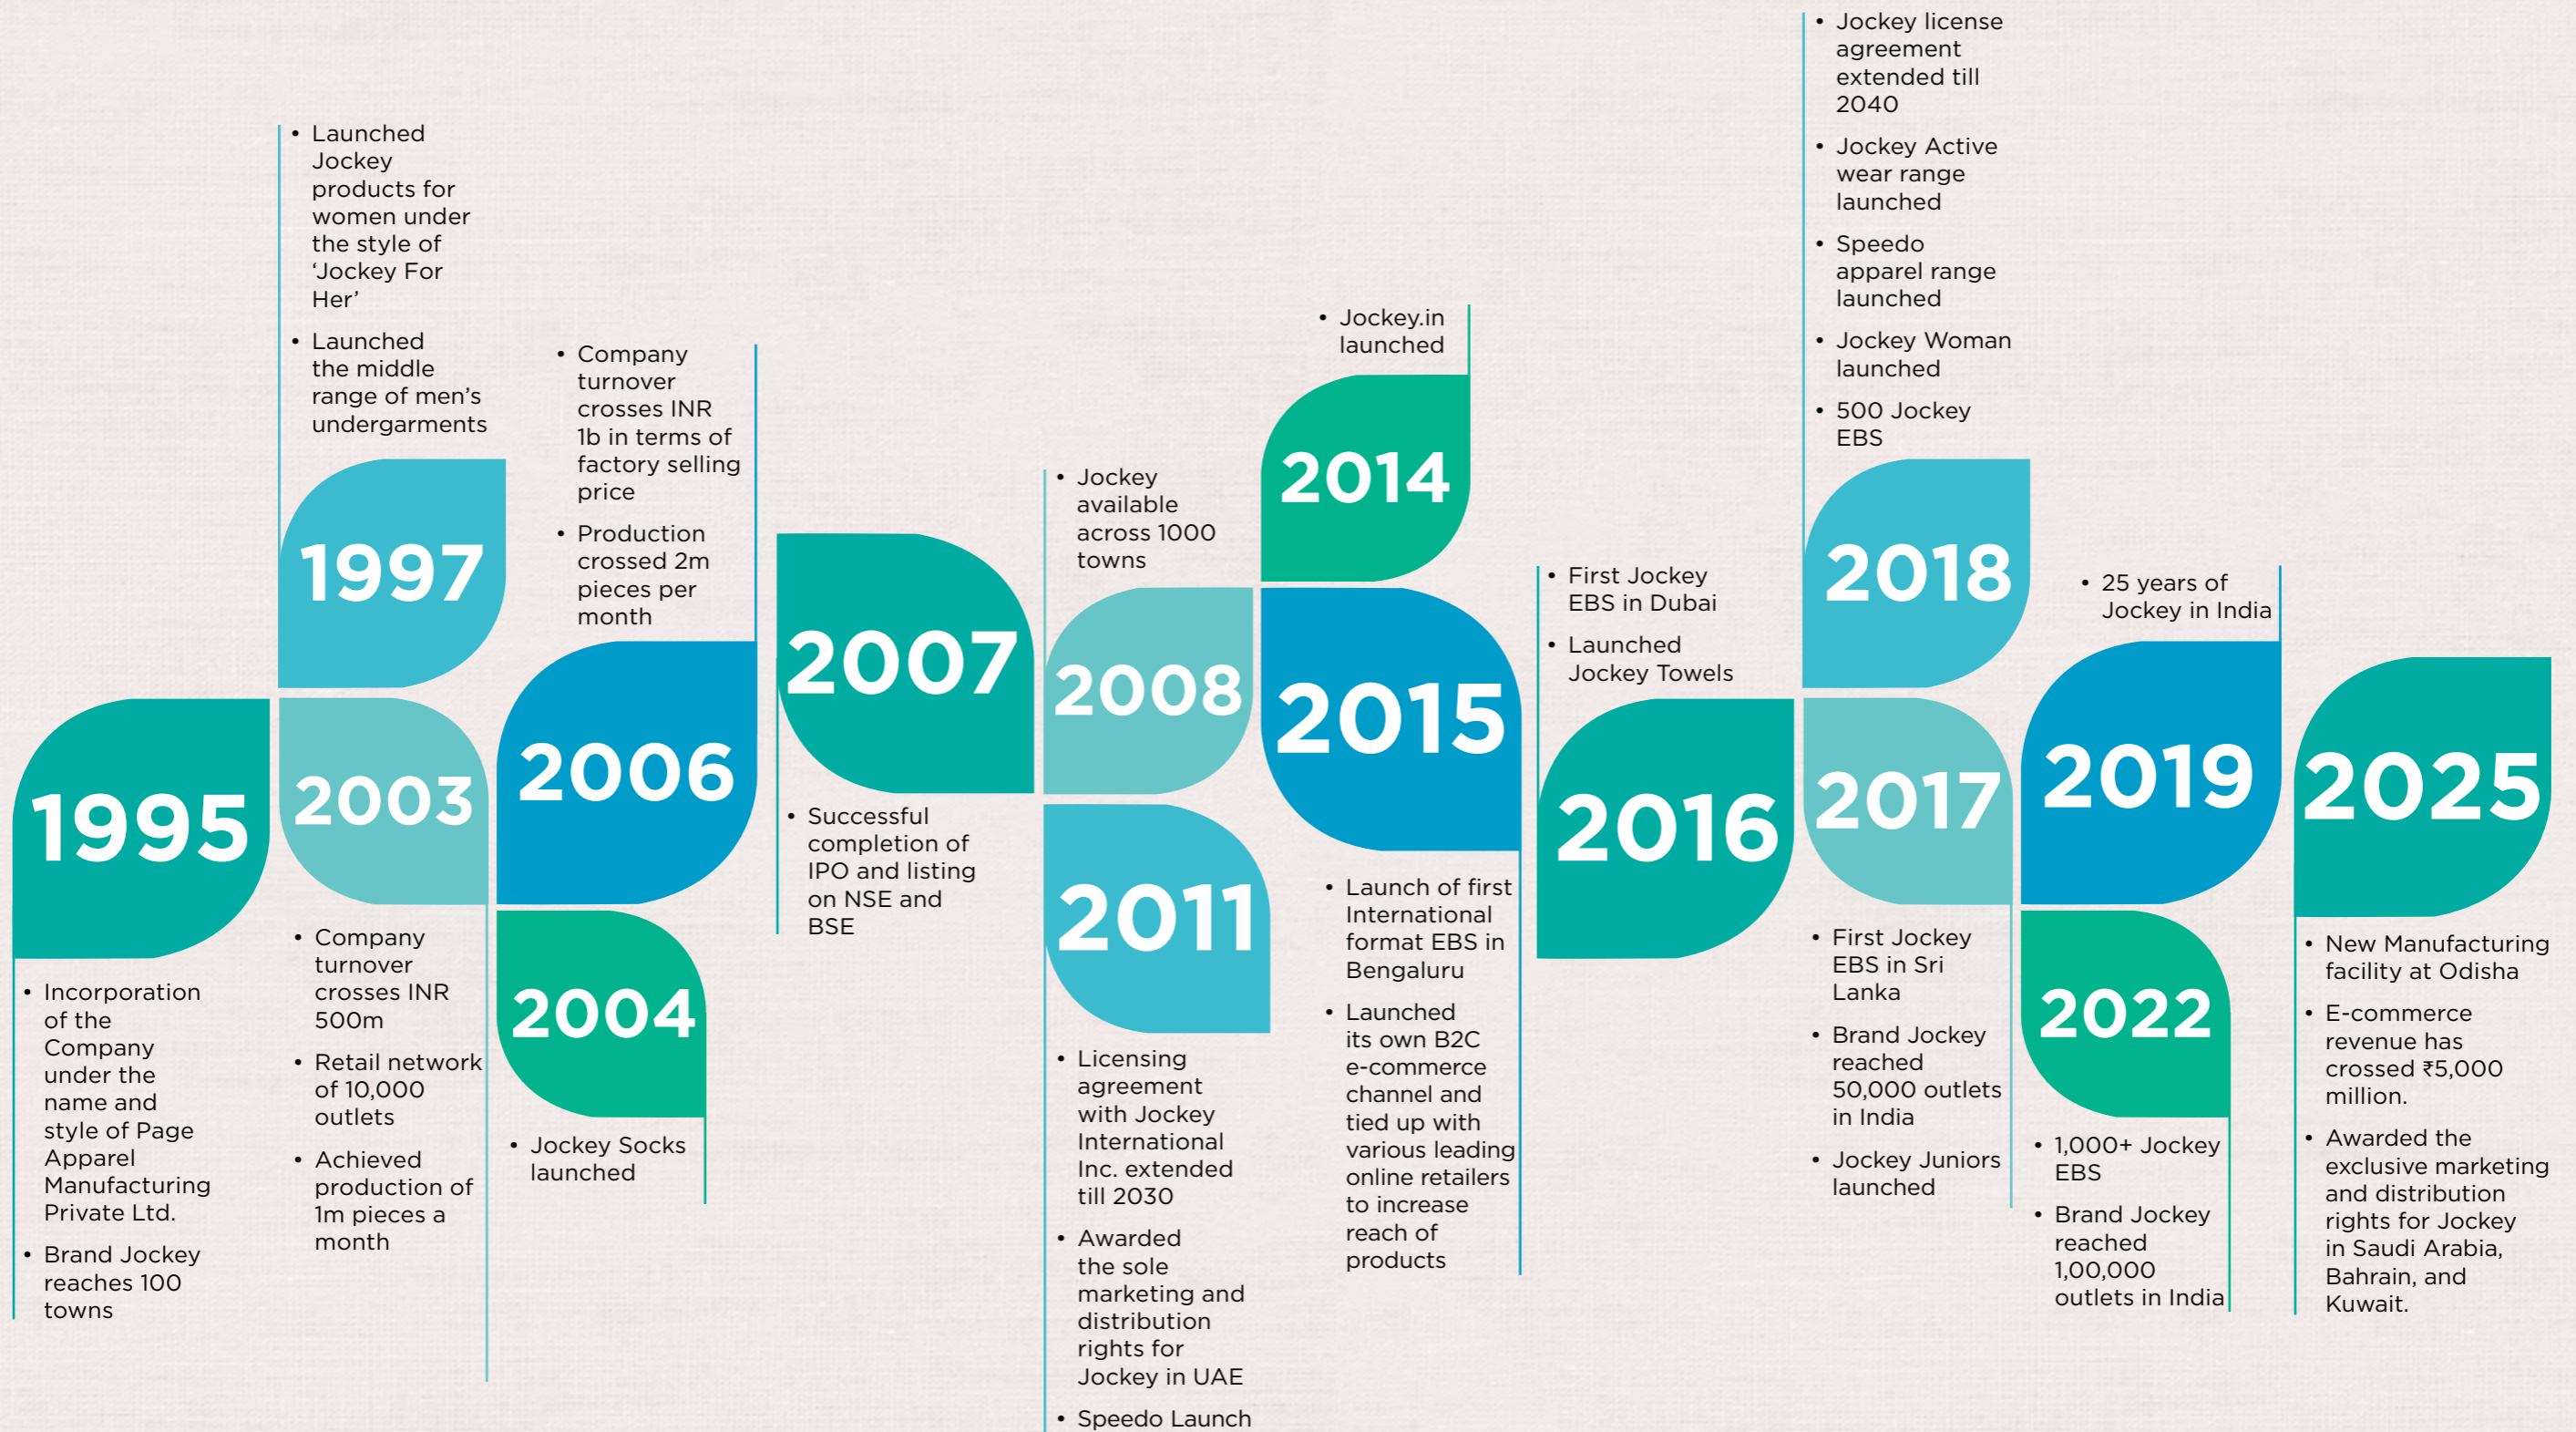 1995
• Incorporation
of the
Company
under the
name and
style of Page
Apparel
Manufacturing
Private Ltd.
• Brand Jockey
reaches 100
towns
• Launched
Jockey
products for
women under
the style of
‘Jockey For
Her’
• Launched
the middle
range of men’s
undergarments
1997
2003
• Company
turnover
crosses INR
500m
• Retail network
of 10,000
outlets
• Achieved
production of
1m pieces a
month
2004
• Jockey Socks
launched
• Company
turnover
crosses INR
1b in terms of
factory selling
price
• Production
crossed 2m
pieces per
month
2006
2007
• Successful
completion of
IPO and listing
on NSE and
BSE
• Jockey
available
across 1000
towns
2008
2011
• Licensing
agreement
with Jockey
International
Inc. extended
till 2030
• Awarded
the sole
marketing and
distribution
rights for
Jockey in UAE
• Speedo Launch
• Jockey.in
launched
2014
2015
• Launch of first
International
format EBS in
Bengaluru
• Launched
its own B2C
e-commerce
channel and
tied up with
various leading
online retailers
to increase
reach of
products
• First Jockey
EBS in Dubai
• Launched
Jockey Towels
2016
2017
• First Jockey
EBS in Sri
Lanka
• Brand Jockey
reached
50,000 outlets
in India
• Jockey Juniors
launched
• Jockey license
agreement
extended till
2040
• Jockey Active
wear range
launched
• Speedo
apparel range
launched
• Jockey Woman
launched
• 500 Jockey
EBS
2018
• 25 years of
Jockey in India
2019
2022
• 1,000+ Jockey
EBS
• Brand Jockey
reached
1,00,000
outlets in India
2025
• New Manufacturing
facility at Odisha
• E-commerce
revenue has
crossed ₹5,000
million.
• Awarded the
exclusive marketing
and distribution
rights for Jockey
in Saudi Arabia,
Bahrain, and
Kuwait.